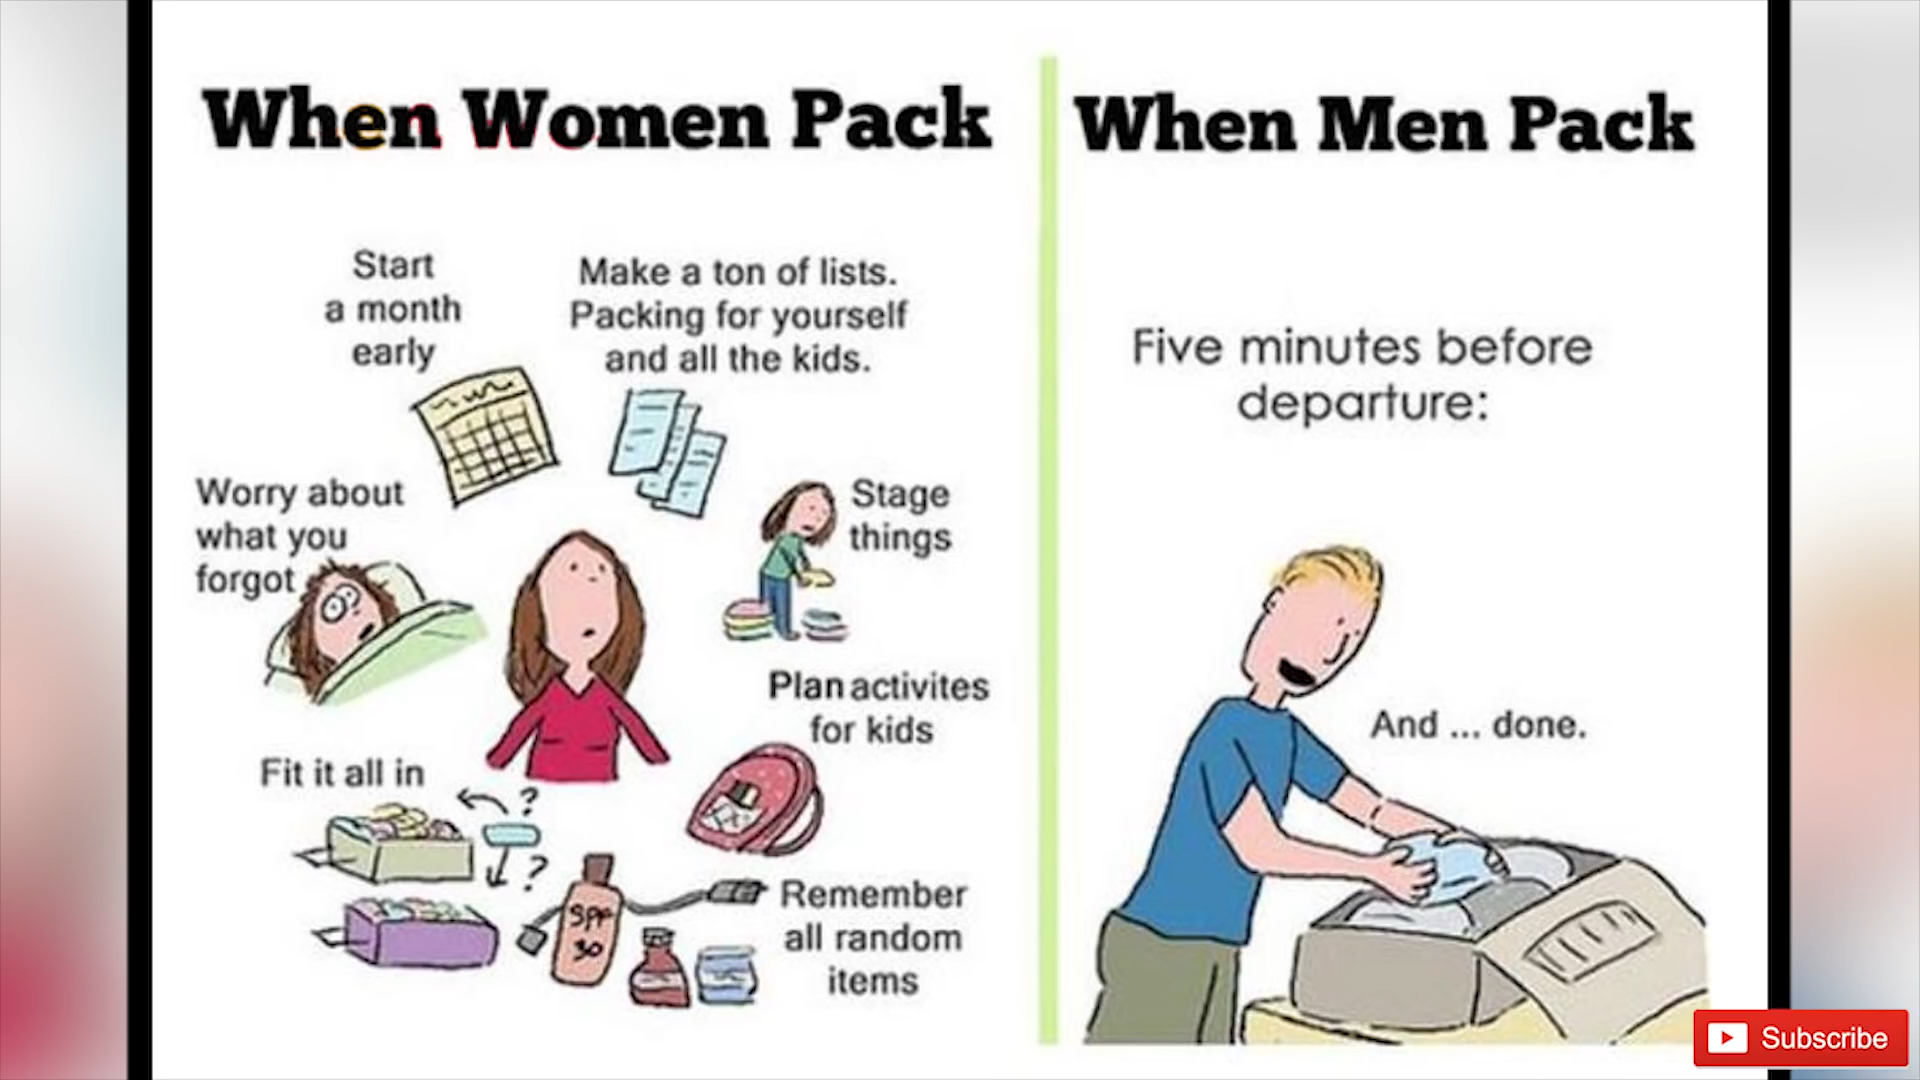 When Women Pack
Start
a month
early
Make a ton of lists.
Packing for yourself
and all the kids.
Worry about
what you
forgot
Stage
things
Plan activites
for kids
Fit it all in
?
?
SPF
30
Remember
all random
items
When Men Pack
Five minutes before
departure:
And ... done.
Subscribe